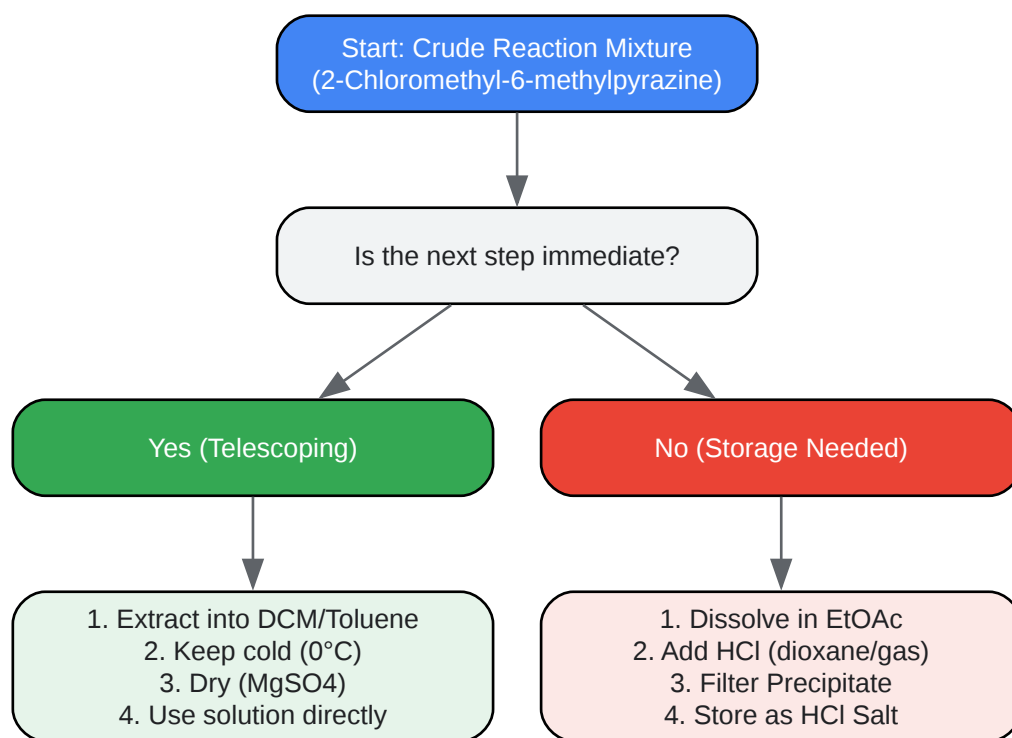 Start: Crude Reaction Mixture
(2-Chloromethyl-6-methylpyrazine)
Is the next step immediate?
Yes (Telescoping)
No (Storage Needed)
1. Extract into DCM/Toluene
2. Keep cold (0°C)
3. Dry (MgSO4)
4. Use solution directly
1. Dissolve in EtOAc
2. Add HCl (dioxane/gas)
3. Filter Precipitate
4. Store as HCl Salt